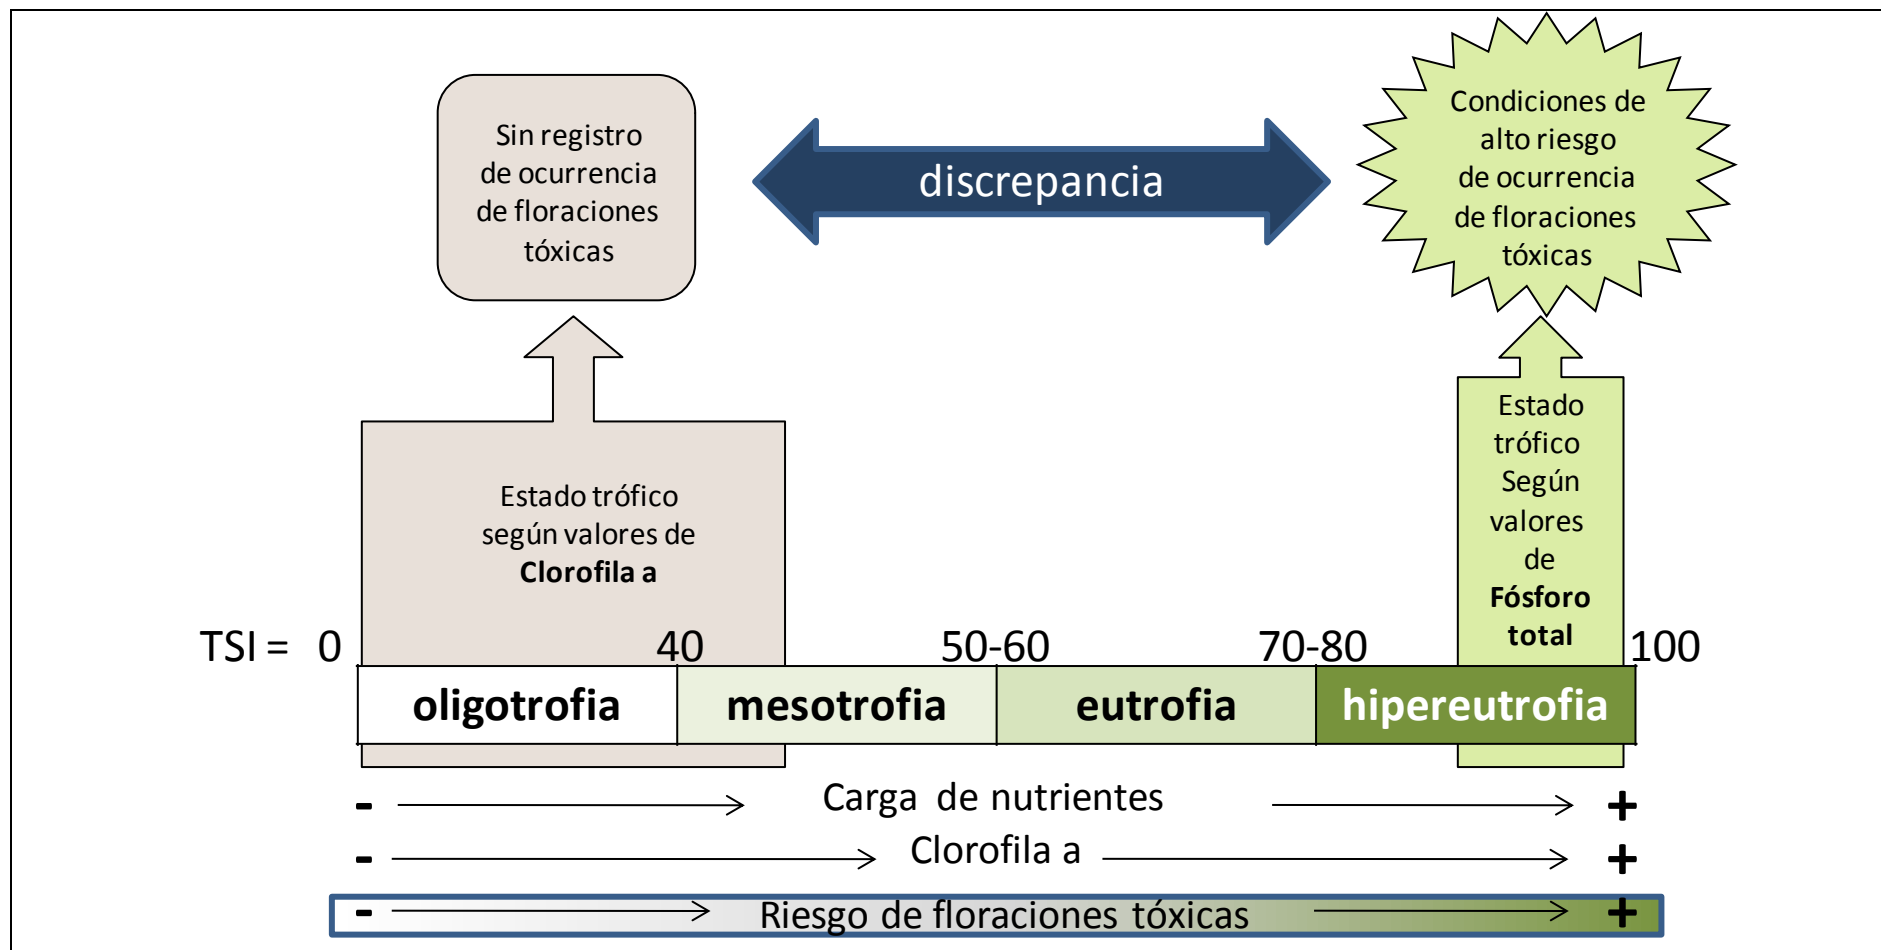 Sin registro
de ocurrencia
de floraciones
tóxicas
discrepancia
Condiciones de
alto riesgo
de ocurrencia
de floraciones
tóxicas
Estado trófico
según valores de
Clorofila a
Estado
trófico
Según
valores
de
Fósforo
total
TSI = 0 40 50-60 70-80 100
oligotrofia mesotrofia eutrofia hipereutrofia
- Carga de nutrientes +
- Clorofila a +
- Riesgo de floraciones tóxicas +